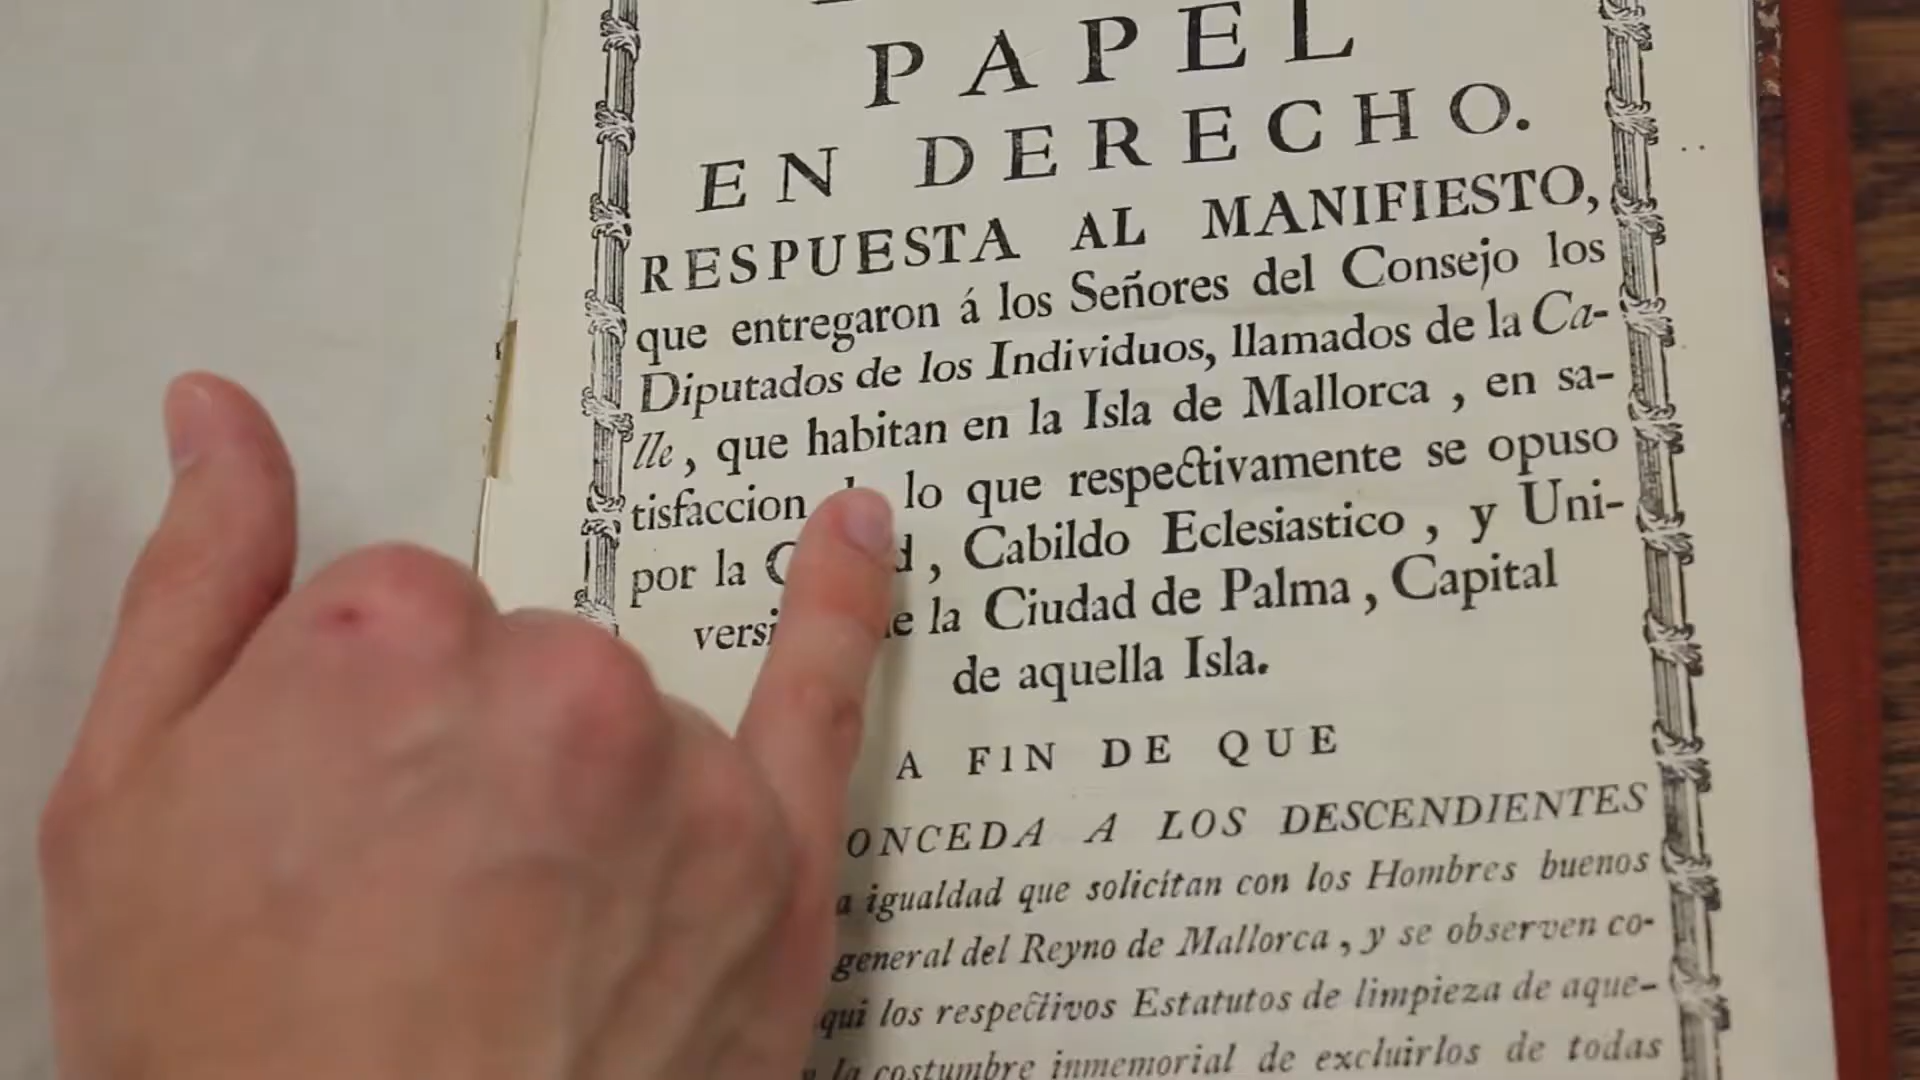 PAPEL
EN DERECHO.
RESPUESTA AL MANIFIESTO,
que entregaron á los Señores del Consejo los
Diputados de los Individuos, llamados de la Ca-
lle, que habitan en la Isla de Mallorca, en sa-
tisfaccion lo que respectivamente se opuso
por la , Cabildo Eclesiastico, y Uni-
versi la Ciudad de Palma, Capital
de aquella Isla.
A FIN DE QUE
ONCEDA A LOS DESCENDIENTES
a igualdad que solicitan con los Hombres buenos
general del Reyno de Mallorca, y se observen co-
qui los respectivos Estatutos de limpieza de aque-
la costumbre inmemorial de excluirlos de todas